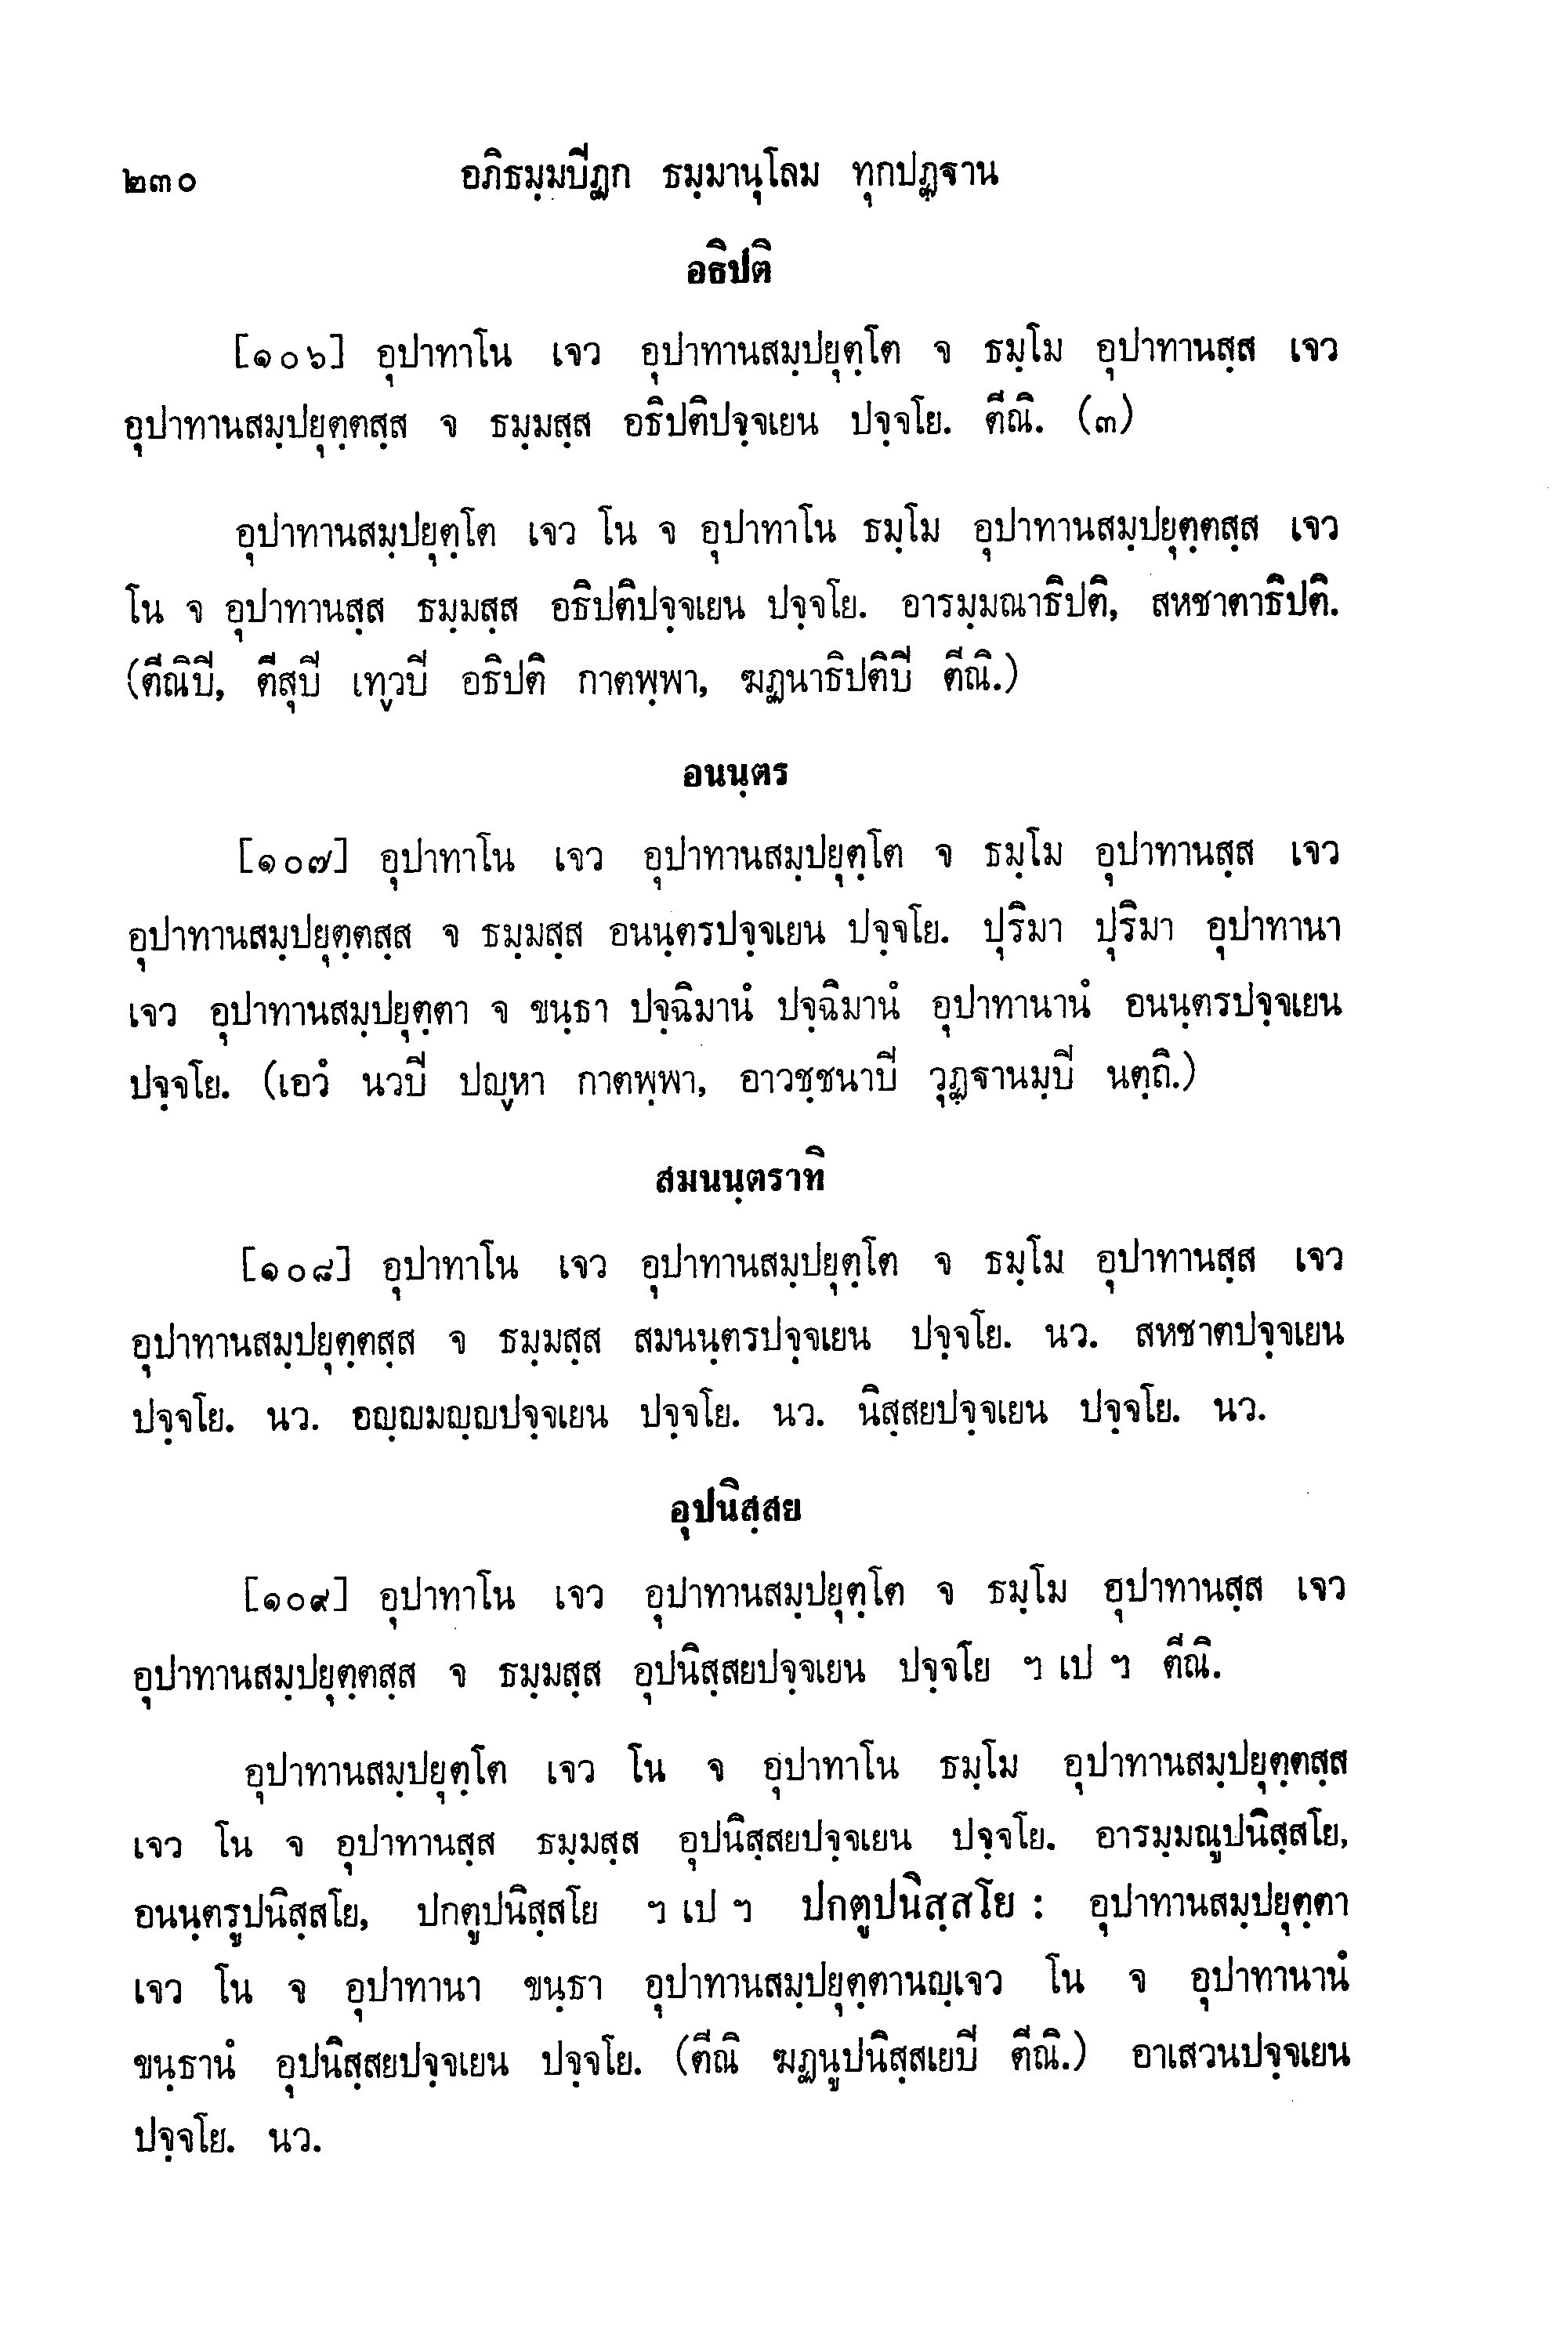 ๒๓๐ อภิธมฺมปีฏก ธมฺมานุโลม ทุกปฏฺฐาน
อธิปติ
[๑๐๖] อุปาทาโน เจว อุปาทานสมฺปยุตฺโต จ ธมฺโม อุปาทานสฺส เจว
อุปาทานสมฺปยุตฺตสฺส จ ธมฺมสฺส อธิปติปจฺจเยน ปจฺจโย. ตีณิ. (๓)
อุปาทานสมฺปยุตฺโต เจว โน จ อุปาทาโน ธมฺโม อุปาทานสมฺปยุตฺตสฺส เจว
โน จ อุปาทานสฺส ธมฺมสฺส อธิปติปจฺจเยน ปจฺจโย. อารมฺมณาธิปติ, สหชาตาธิปติ.
(ตีณิปี, ตีสุปี เทฺวปี อธิปติ กาตพฺพา, ฆฏนาธิปติปี ตีณิ.)
อนนฺตร
[๑๐๗] อุปาทาโน เจว อุปาทานสมฺปยุตฺโต จ ธมฺโม อุปาทานสฺส เจว
อุปาทานสมฺปยุตฺตสฺส จ ธมฺมสฺส อนนฺตรปจฺจเยน ปจฺจโย. ปุริมา ปุริมา อุปาทานา
เจว อุปาทานสมฺปยุตฺตา จ ขนฺธา ปจฺฉิมานํ ปจฺฉิมานํ อุปาทานานํ อนนฺตรปจฺจเยน
ปจฺจโย. (เอวํ นวปี ปญฺหา กาตพฺพา, อาวชฺชนาปี วุฏฺฐานมฺปี นตฺถิ.)
สมนนฺตราทิ
[๑๐๘] อุปาทาโน เจว อุปาทานสมฺปยุตฺโต จ ธมฺโม อุปาทานสฺส เจว
อุปาทานสมฺปยุตฺตสฺส จ ธมฺมสฺส สมนนฺตรปจฺจเยน ปจฺจโย. นว. สหชาตปจฺจเยน
ปจฺจโย. นว. อญฺญมญฺญปจฺจเยน ปจฺจโย. นว. นิสฺสยปจฺจเยน ปจฺจโย. นว.
อุปนิสฺสย
[๑๐๙] อุปาทาโน เจว อุปาทานสมฺปยุตฺโต จ ธมฺโม อุปาทานสฺส เจว
อุปาทานสมฺปยุตฺตสฺส จ ธมฺมสฺส อุปนิสฺสยปจฺจเยน ปจฺจโย ฯ เป ฯ ตีณิ.
อุปาทานสมฺปยุตฺโต เจว โน จ อุปาทาโน ธมฺโม อุปาทานสมฺปยุตฺตสฺส
เจว โน จ อุปาทานสฺส ธมฺมสฺส อุปนิสฺสยปจฺจเยน ปจฺจโย. อารมฺมณูปนิสฺสโย,
อนนฺตรูปนิสฺสโย, ปกตูปนิสฺสโย ฯ เป ฯ ปกตูปนิสฺสโย : อุปาทานสมฺปยุตฺตา
เจว โน จ อุปาทานา ขนฺธา อุปาทานสมฺปยุตฺตานญฺเจว โน จ อุปาทานานํ
ขนฺธานํ อุปนิสฺสยปจฺจเยน ปจฺจโย. (ตีณิ ฆฏนูปนิสฺสเยปี ตีณิ.) อาเสวนปจฺจเยน
ปจฺจโย. นว.